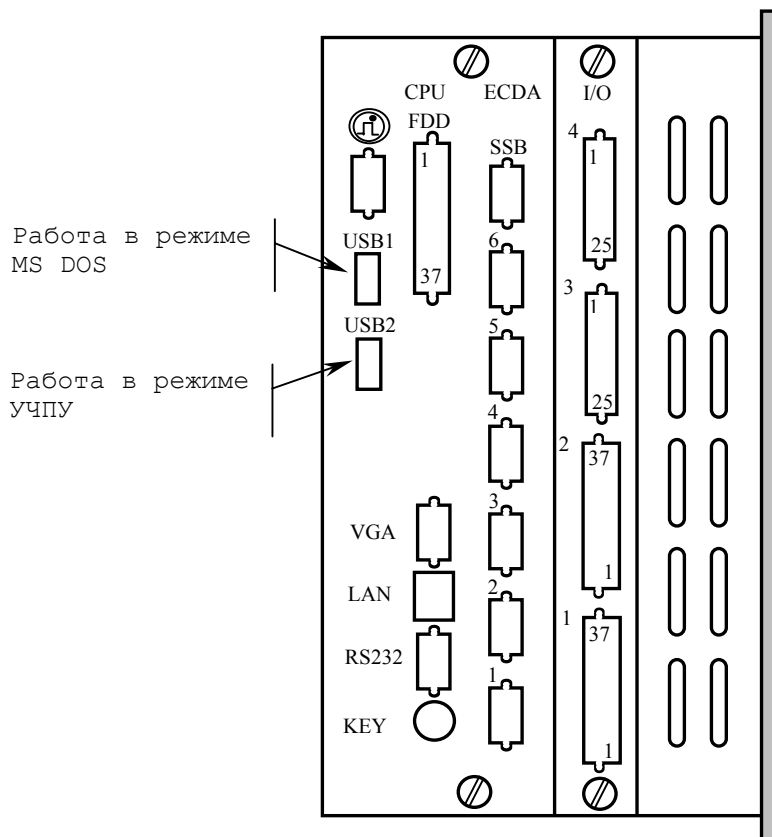 CPU ECDA I/O
FDD
SSB
4
1
1
Работа в режиме
MS DOS
USB1
6
25
37
3
1
USB2
5
Работа в режиме
УЧПУ
25
4
2
37
VGA
3
1
LAN
2
1
37
RS232
1
KEY
1